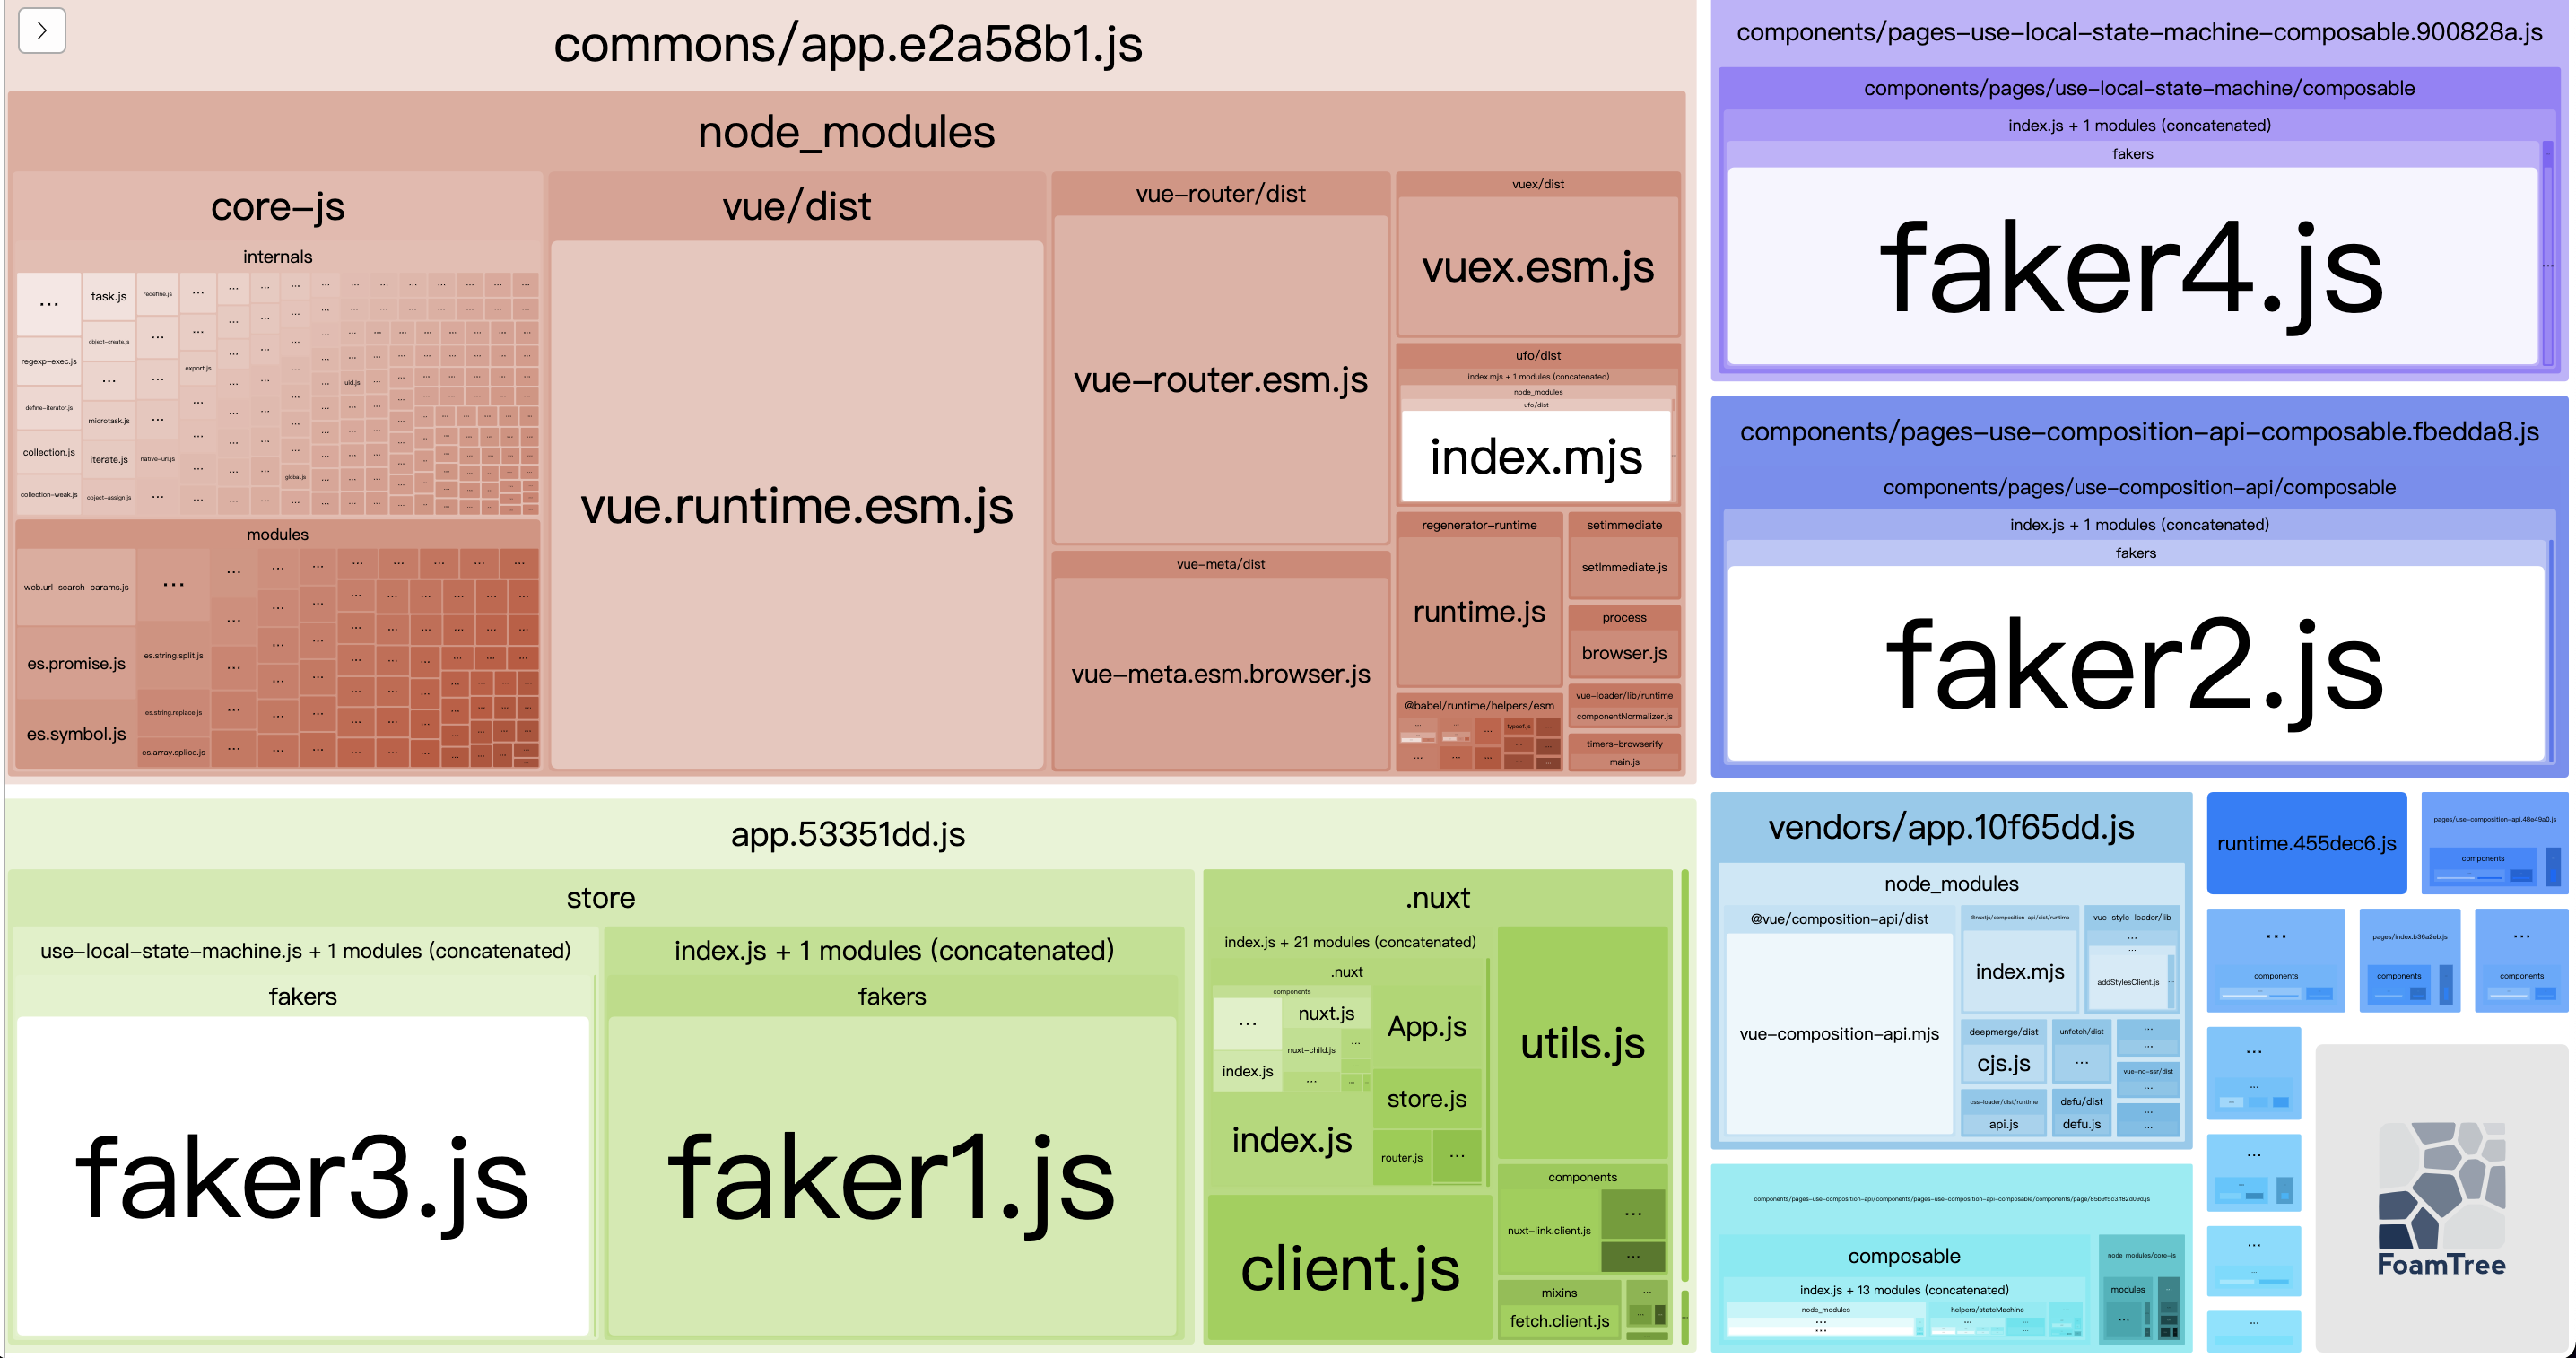 commons/app.e2a58b1.js
node_modules
core-js
internals
...
task.js
redefine.js
object-create.js
regexp-exec.js
export.js
uid.js
define-iterator.js
microtask.js
collection.js
iterate.js
native-url.js
global.js
collection-weak.js
object-assign.js
modules
web.url-search-params.js
...
es.promise.js
es.string.split.js
es.symbol.js
es.string.replace.js
es.array.splice.js
vue/dist
vue.runtime.esm.js
vue-router/dist
vue-router.esm.js
vue-meta/dist
vue-meta.esm.browser.js
vuex/dist
vuex.esm.js
ufo/dist
index.mjs + 1 modules (concatenated)
node_modules
ufo/dist
index.mjs
regenerator-runtime
runtime.js
setimmediate
setImmediate.js
process
browser.js
vue-loader/lib/runtime
componentNormalizer.js
timers-browserify
main.js
@babel/runtime/helpers/esm
typeof.js
app.53351dd.js
store
use-local-state-machine.js + 1 modules (concatenated)
fakers
faker3.js
index.js + 1 modules (concatenated)
fakers
faker1.js
.nuxt
index.js + 21 modules (concatenated)
.nuxt
components
...
nuxt.js
nuxt-child.js
index.js
App.js
store.js
index.js
router.js
...
client.js
utils.js
components
nuxt-link.client.js
...
...
mixins
fetch.client.js
components/pages-use-local-state-machine-composable.900828a.js
components/pages/use-local-state-machine/composable
index.js + 1 modules (concatenated)
fakers
faker4.js
components/pages-use-composition-api-composable.fbedda8.js
components/pages/use-composition-api/composable
index.js + 1 modules (concatenated)
fakers
faker2.js
vendors/app.10f65dd.js
node_modules
@vue/composition-api/dist
vue-composition-api.mjs
@nuxtjs/composition-api/dist/runtime
index.mjs
vue-style-loader/lib
...
addStylesClient.js
deepmerge/dist
cjs.js
unfetch/dist
...
vue-no-ssr/dist
...
css-loader/dist/runtime
api.js
defu/dist
defu.js
composable
index.js + 13 modules (concatenated)
node_modules
helpers/stateMachine
node_modules/core-js
modules
...
runtime.455dec6.js
pages/use-composition-api.48e49a0.js
components
...
components
pages/index.b36a2eb.js
components
...
components
...
...
...
...
FoamTree